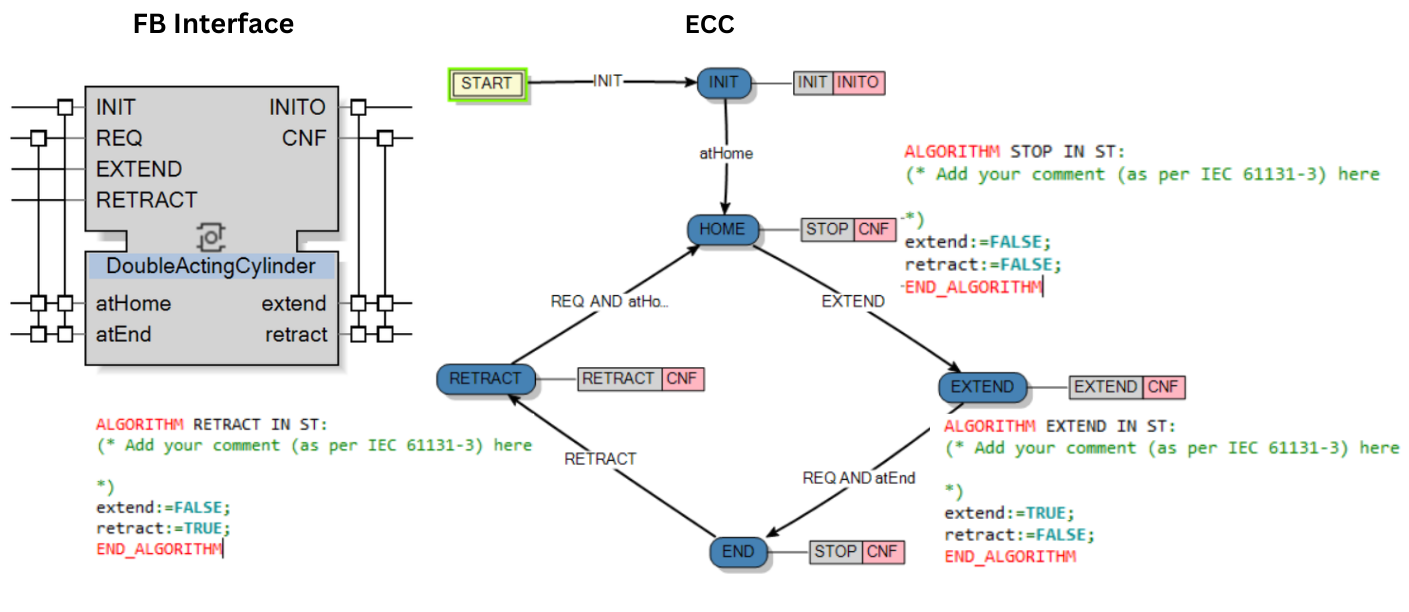 FB Interface
ECC
INIT
INITO
REQ
CNF
EXTEND
RETRACT
DoubleActingCylinder
atHome
extend
atEnd
retract
START
INIT
INIT
INIT
INITO
atHome
HOME
STOP
CNF
ALGORITHM STOP IN ST:
(* Add your comment (as per IEC 61131-3) here
*)
extend:=FALSE;
retract:=FALSE;
END_ALGORITHM
REQ AND atHo...
EXTEND
RETRACT
RETRACT
CNF
EXTEND
EXTEND
CNF
ALGORITHM RETRACT IN ST:
(* Add your comment (as per IEC 61131-3) here
*)
extend:=FALSE;
retract:=TRUE;
END_ALGORITHM
RETRACT
REQ AND atEnd
ALGORITHM EXTEND IN ST:
(* Add your comment (as per IEC 61131-3) here
*)
extend:=TRUE;
retract:=FALSE;
END_ALGORITHM
END
STOP
CNF